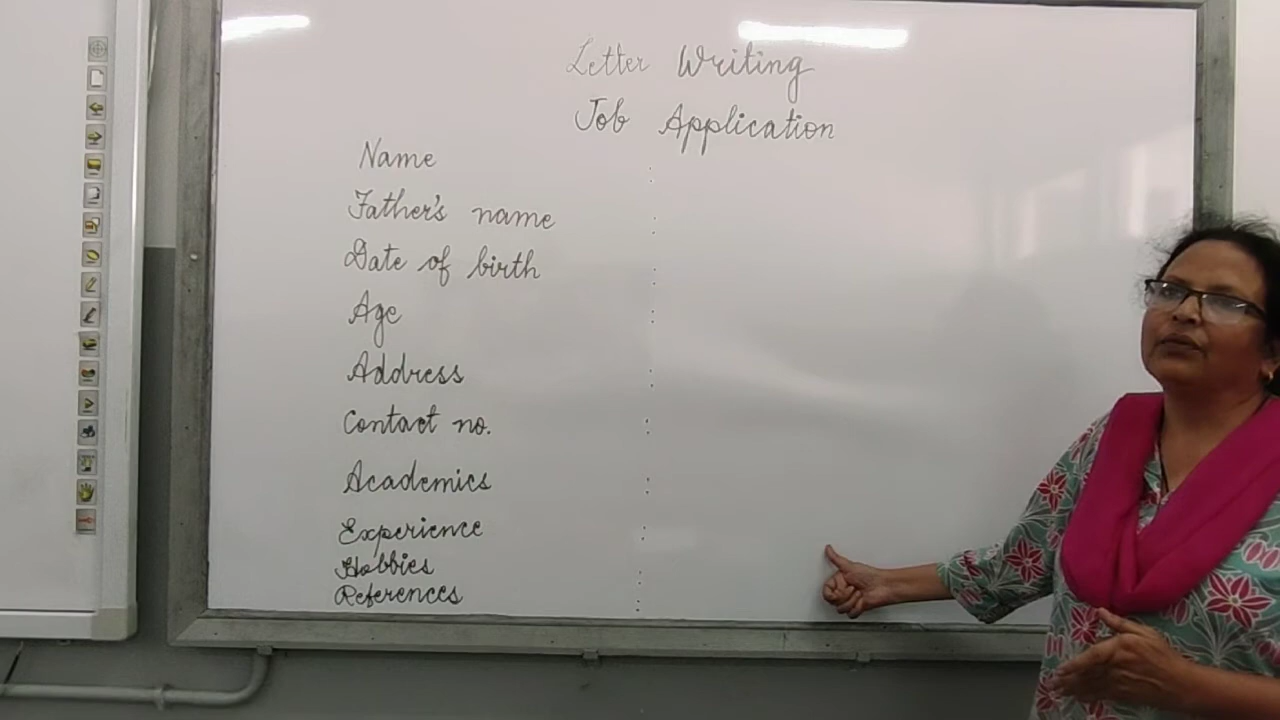 Letter Writing
Job Application
Name :
Father's name :
Date of birth :
Age :
Address :
Contact no. :
Academics :
Experience :
Hobbies :
References :